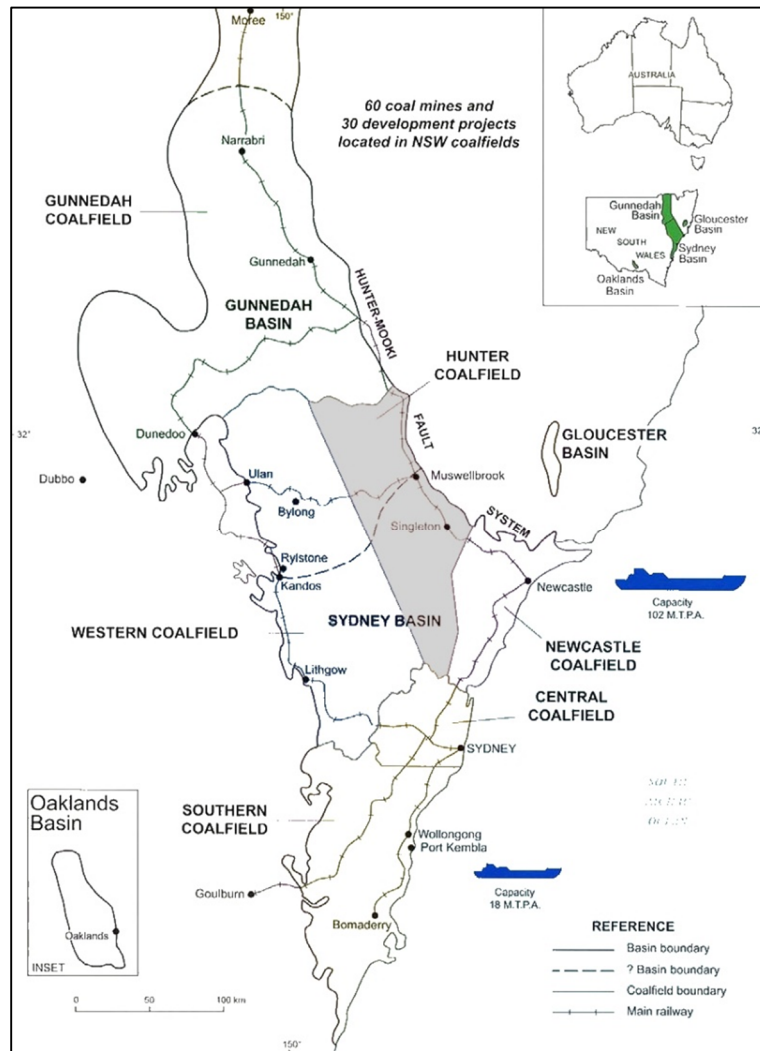 Moree
150°
60 coal mines and
30 development projects
located in NSW coalfields
AUSTRALIA
Narrabri
GUNNEDAH
COALFIELD
Gunnedah
Basin
Gloucester
Basin
NEW
SOUTH
WALES
Sydney
Basin
Oaklands
Basin
Gunnedah
GUNNEDAH
BASIN
HUNTER-MOOKI
FAULT
SYSTEM
HUNTER
COALFIELD
32°
Dunedoo
GLOUCESTER
BASIN
32
Dubbo
Ulan
Muswellbrook
Bylong
Singleton
Rylstone
Kandos
Newcastle
Capacity
102 M.T.P.A.
WESTERN COALFIELD
SYDNEY BASIN
NEWCASTLE
COALFIELD
Lithgow
CENTRAL
COALFIELD
SYDNEY
Oaklands
Basin
Oaklands
INSET
SOUTHERN
COALFIELD
Wollongong
Port Kembla
Goulburn
Capacity
18 M.T.P.A.
Bomaderry
REFERENCE
Basin boundary
? Basin boundary
Coalfield boundary
Main railway
0 50 100 km
150°